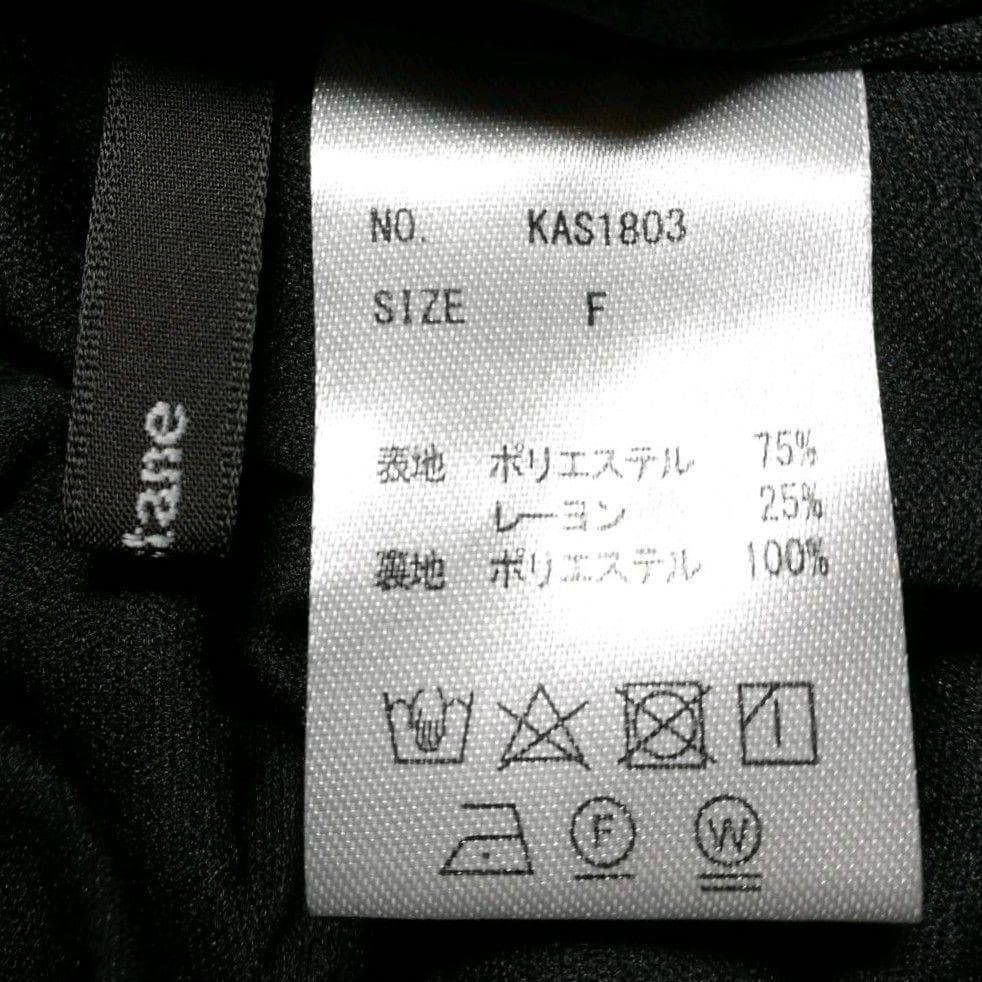 kane
NO. KAS1803
SIZE F
表地 ポリエステル 75%
レーヨン 25%
裏地 ポリエステル 100%
F
W